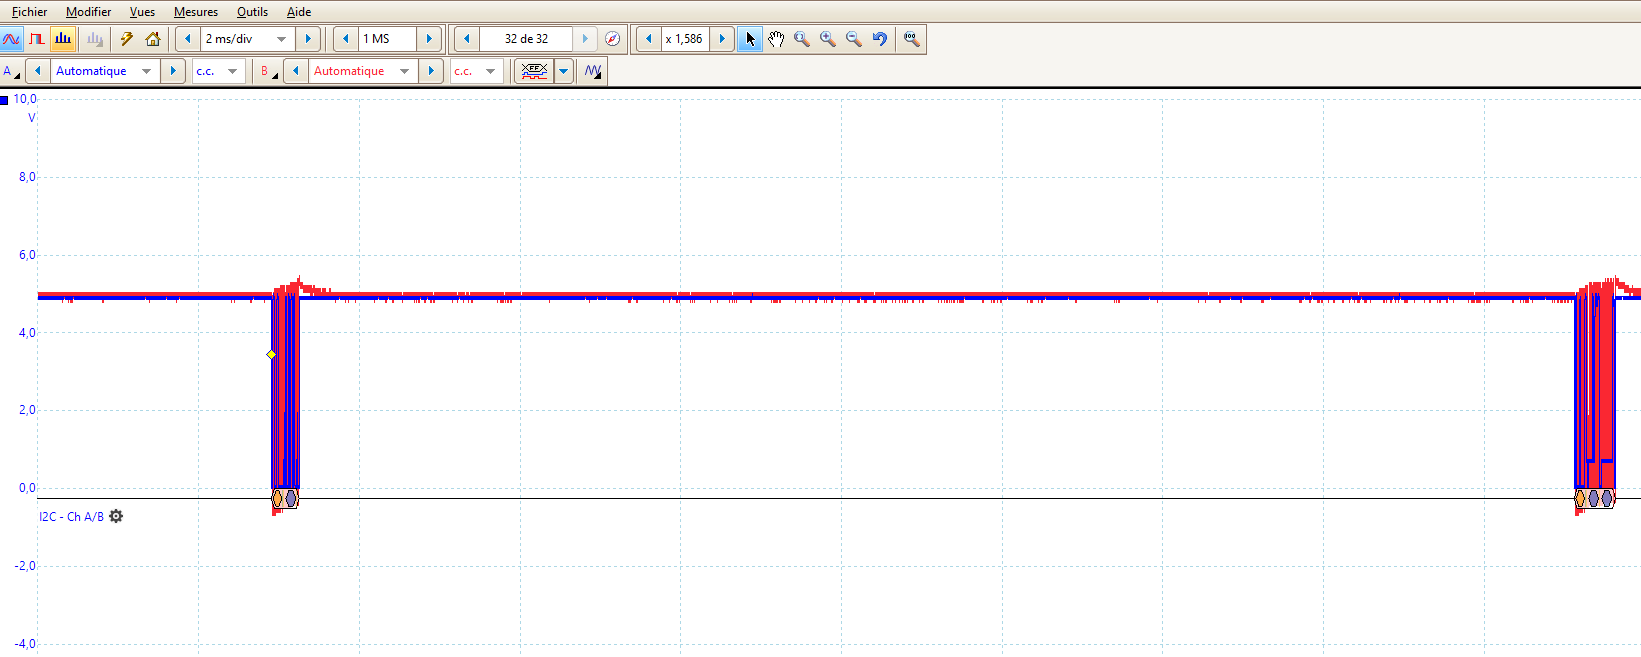 Fichier Modifier Vues Mesures Outils Aide
2 ms/div 1 MS 32 de 32 x 1,586
A Automatique c.c. B Automatique c.c.
10,0
V
8,0
6,0
4,0
2,0
0,0
I2C - Ch A/B
-2,0
-4,0